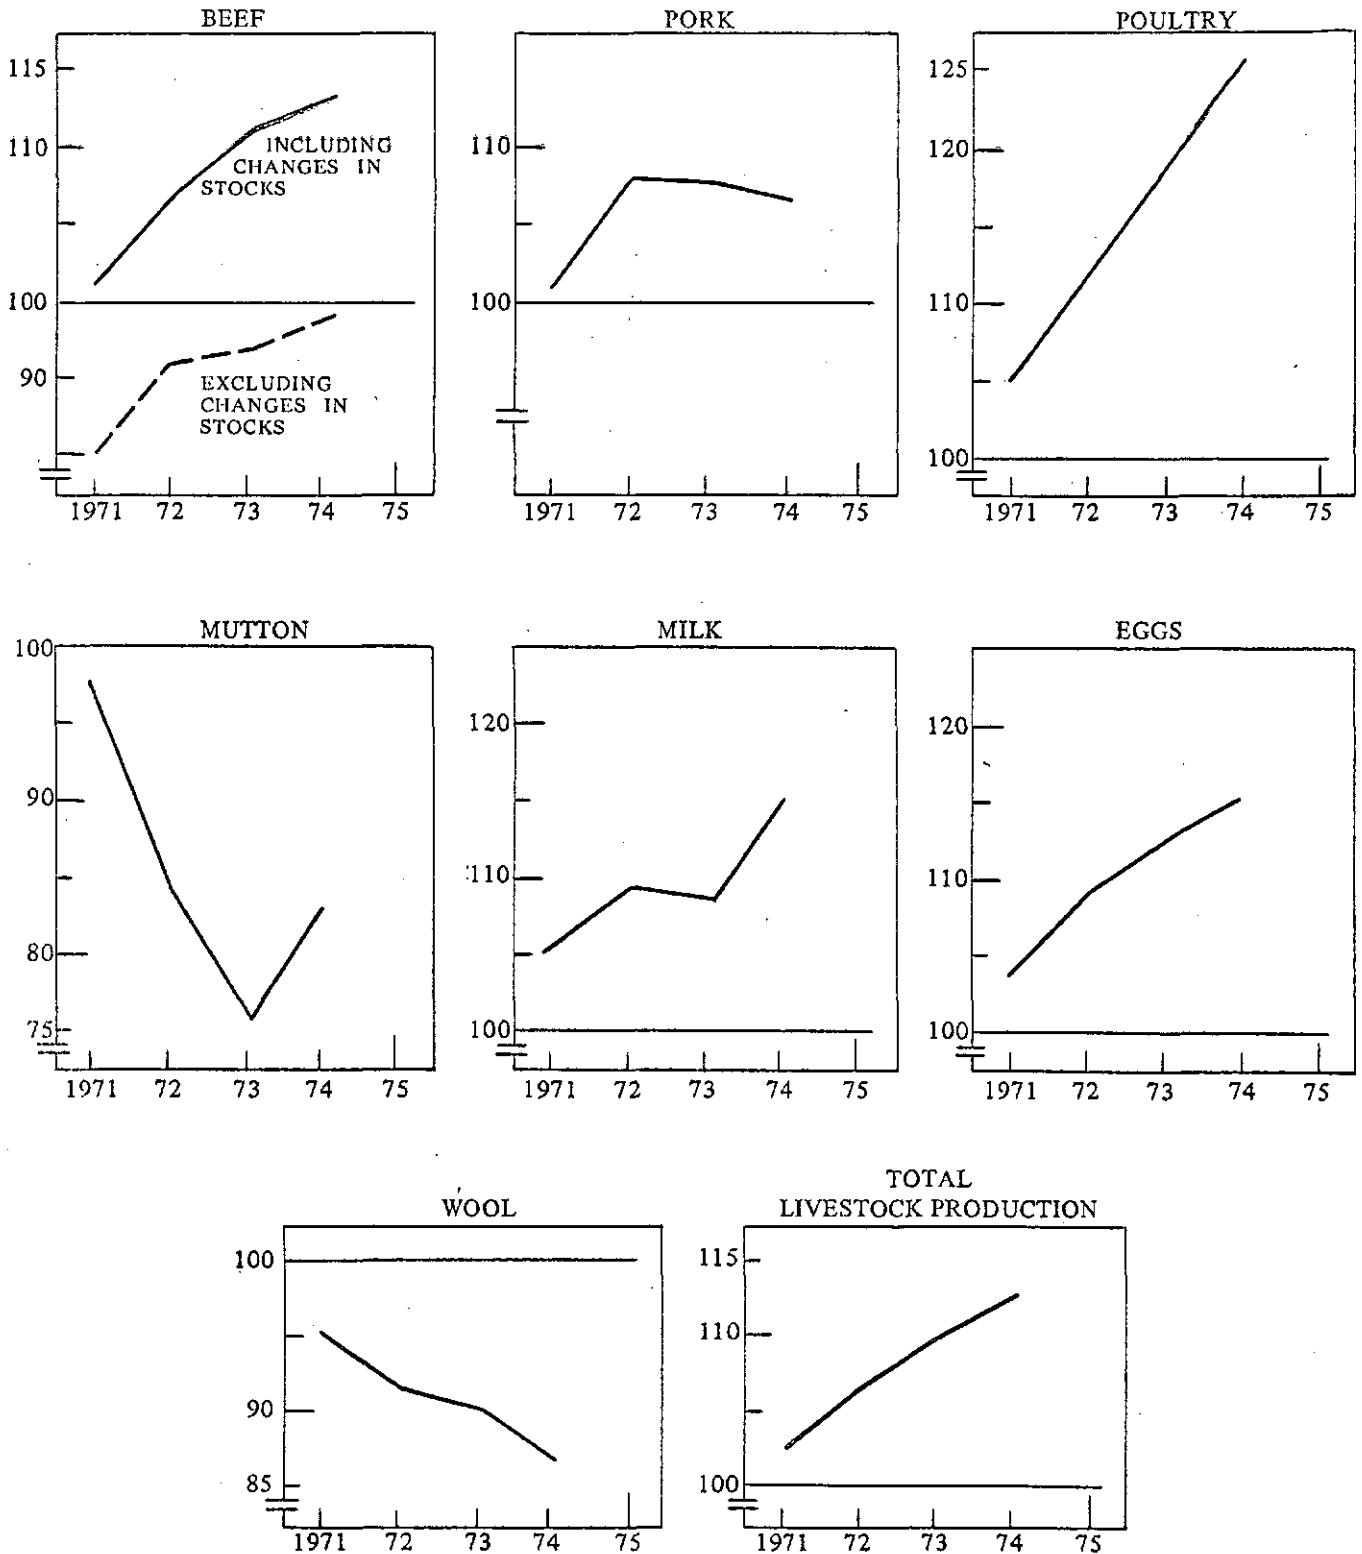 BEEF
115
110
100
90
INCLUDING
CHANGES IN
STOCKS
EXCLUDING
CHANGES IN
STOCKS
1971 72 73 74 75
PORK
110
100
1971 72 73 74 75
POULTRY
125
120
110
100
1971 72 73 74 75
MUTTON
100
90
80
75
1971 72 73 74 75
MILK
120
110
100
1971 72 73 74 75
EGGS
120
110
100
1971 72 73 74 75
WOOL
100
90
85
1971 72 73 74 75
TOTAL
LIVESTOCK PRODUCTION
115
110
100
1971 72 73 74 75